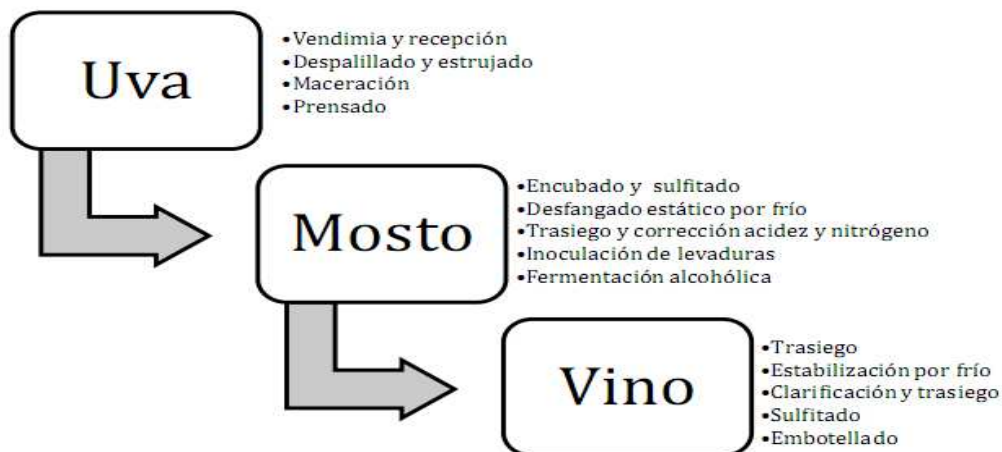 Uva
•Vendimia y recepción
•Despalillado y estrujado
•Maceración
•Prensado
Mosto
•Encubado y sulfitado
•Desfangado estático por frío
•Trasiego y corrección acidez y nitrógeno
•Inoculación de levaduras
•Fermentación alcohólica
Vino
•Trasiego
•Estabilización por frío
•Clarificación y trasiego
•Sulfitado
•Embotellado